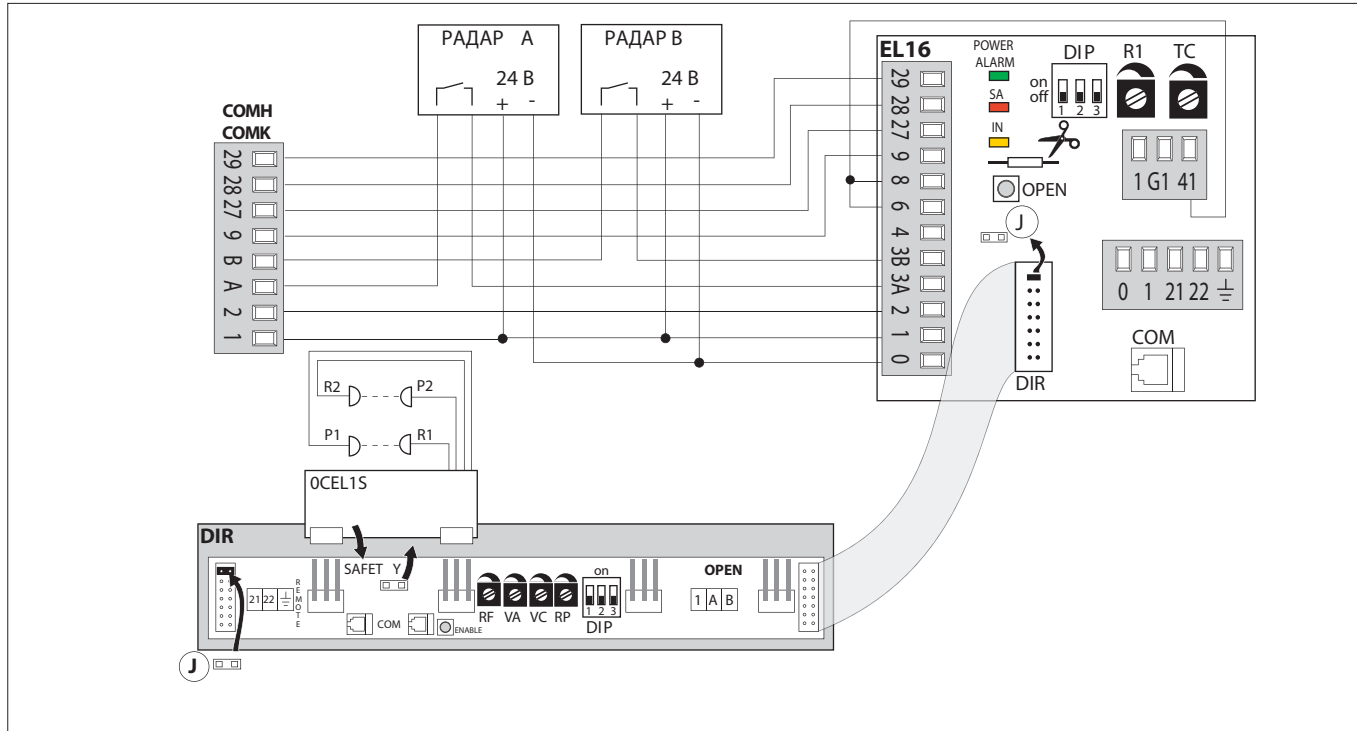 РАДАР A
24 В
+ -
РАДАР B
24 В
+ -
COMH
COMK
29
28
27
9
B
A
2
1
EL16
29
28
27
9
8
6
4
3B
3A
2
1
0
POWER
ALARM
SA
IN
DIP
on
off
1 2 3
R1
TC
OPEN
1 G1 41
J
0 1 21 22
DIR
COM
R2
P2
P1
R1
0CEL1S
DIR
21 22
REMOTE
SAFET Y
COM
ENABLE
RF VA VC RP
on
1 2 3
DIP
OPEN
1 A B
J